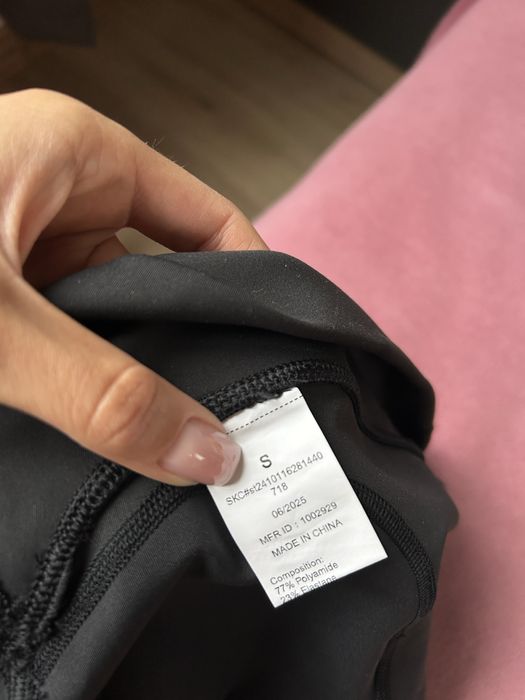 S
SKC#st2410116281440
718
06/2025
MFR ID : 1002929
MADE IN CHINA
Composition:
77% Polyamide
23% Elastane